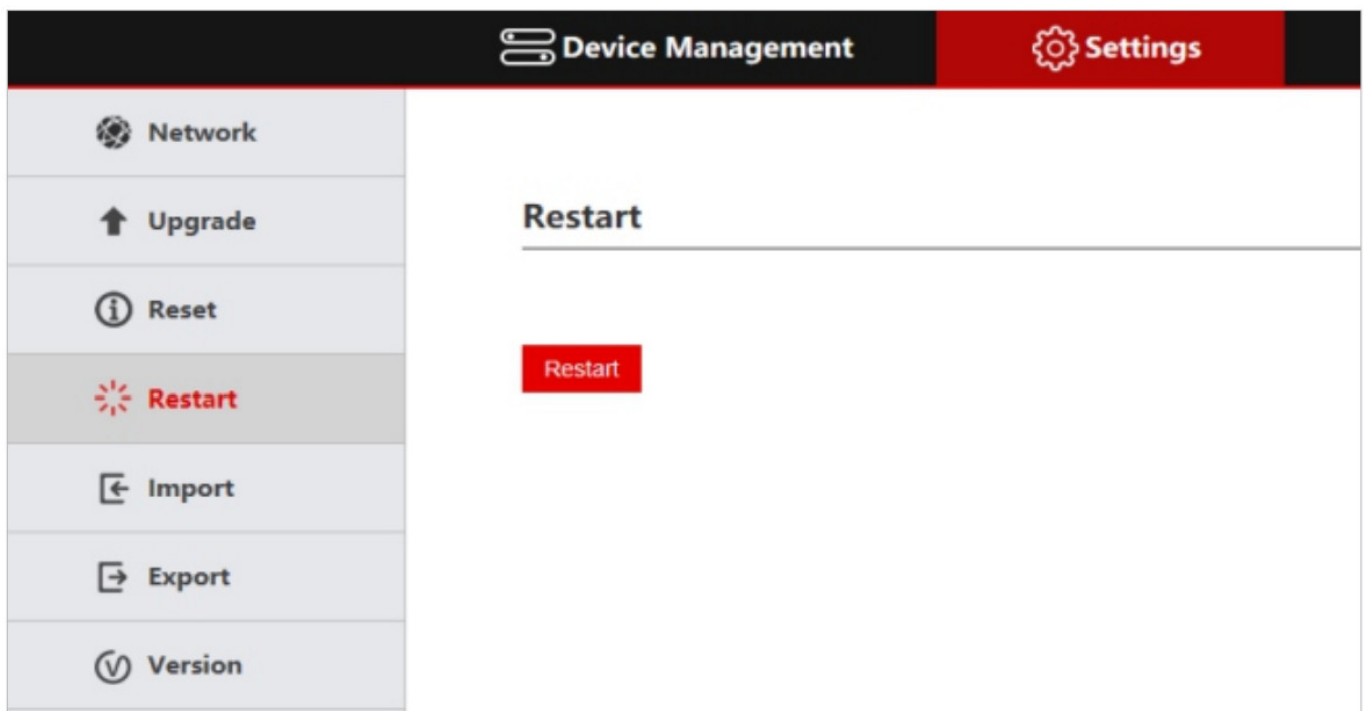 Device Management
Settings
Network
Upgrade
Reset
Restart
Import
Export
Version
Restart
Restart